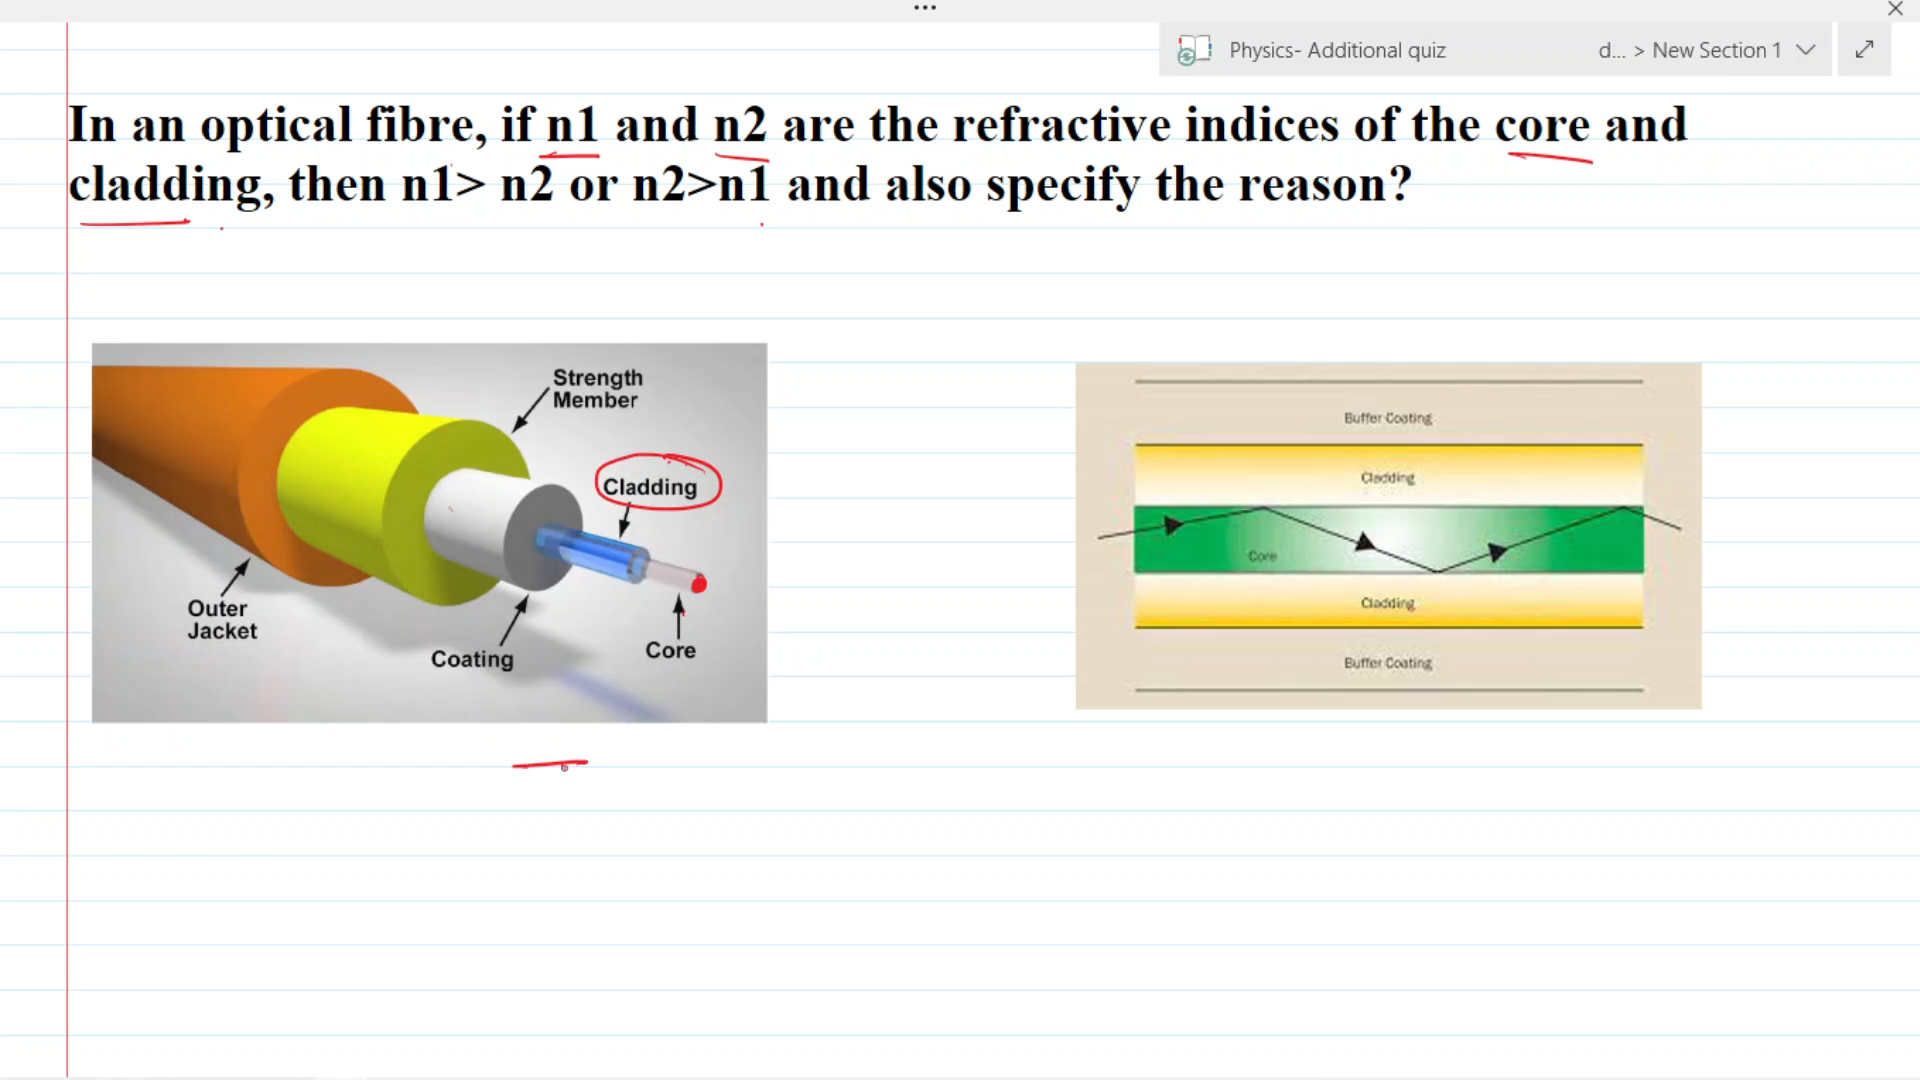 Physics- Additional quiz
d... > New Section 1
In an optical fibre, if n1 and n2 are the refractive indices of the core and
cladding, then n1> n2 or n2>n1 and also specify the reason?
Strength
Member
Cladding
Outer
Jacket
Coating
Core
Buffer Coating
Cladding
Core
Cladding
Buffer Coating